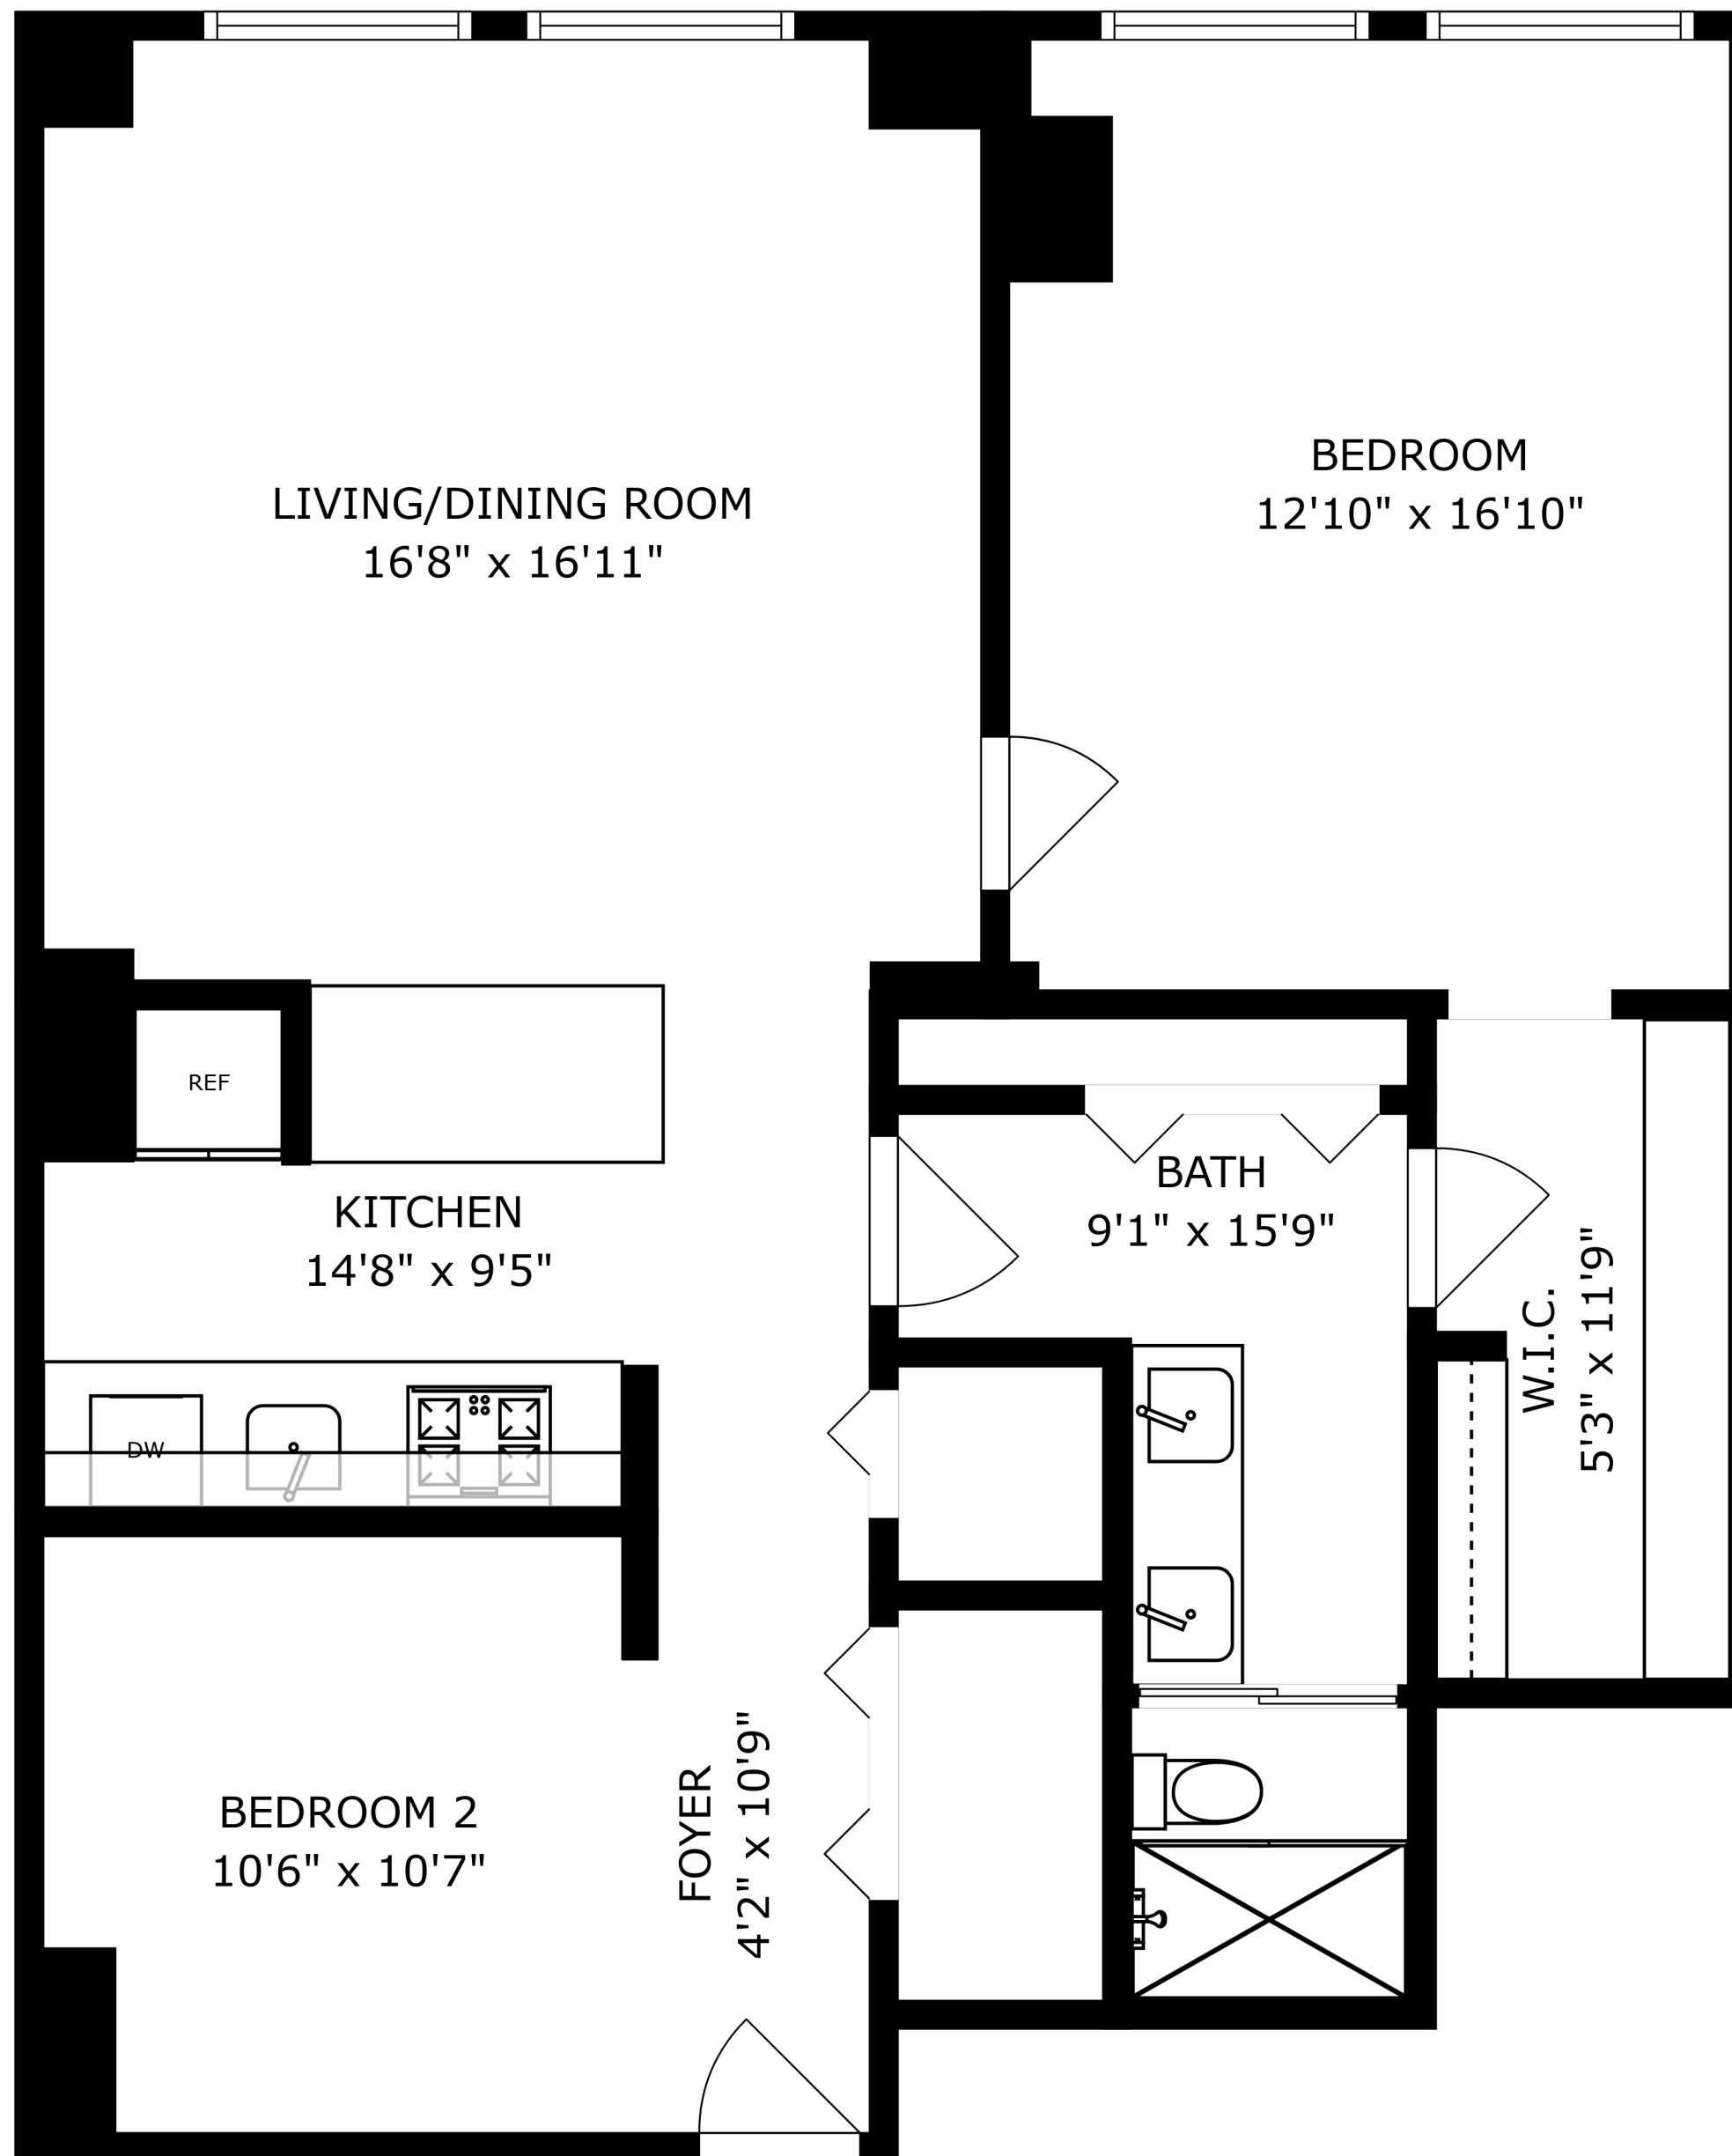 BEDROOM
12'10" x 16'10"
LIVING/DINING ROOM
16'8" x 16'11"
REF
KITCHEN
14'8" x 9'5"
BATH
9'1" x 15'9"
W.I.C.
5'3" x 11'9"
DW
BEDROOM 2
10'6" x 10'7"
FOYER
4'2" x 10'9"